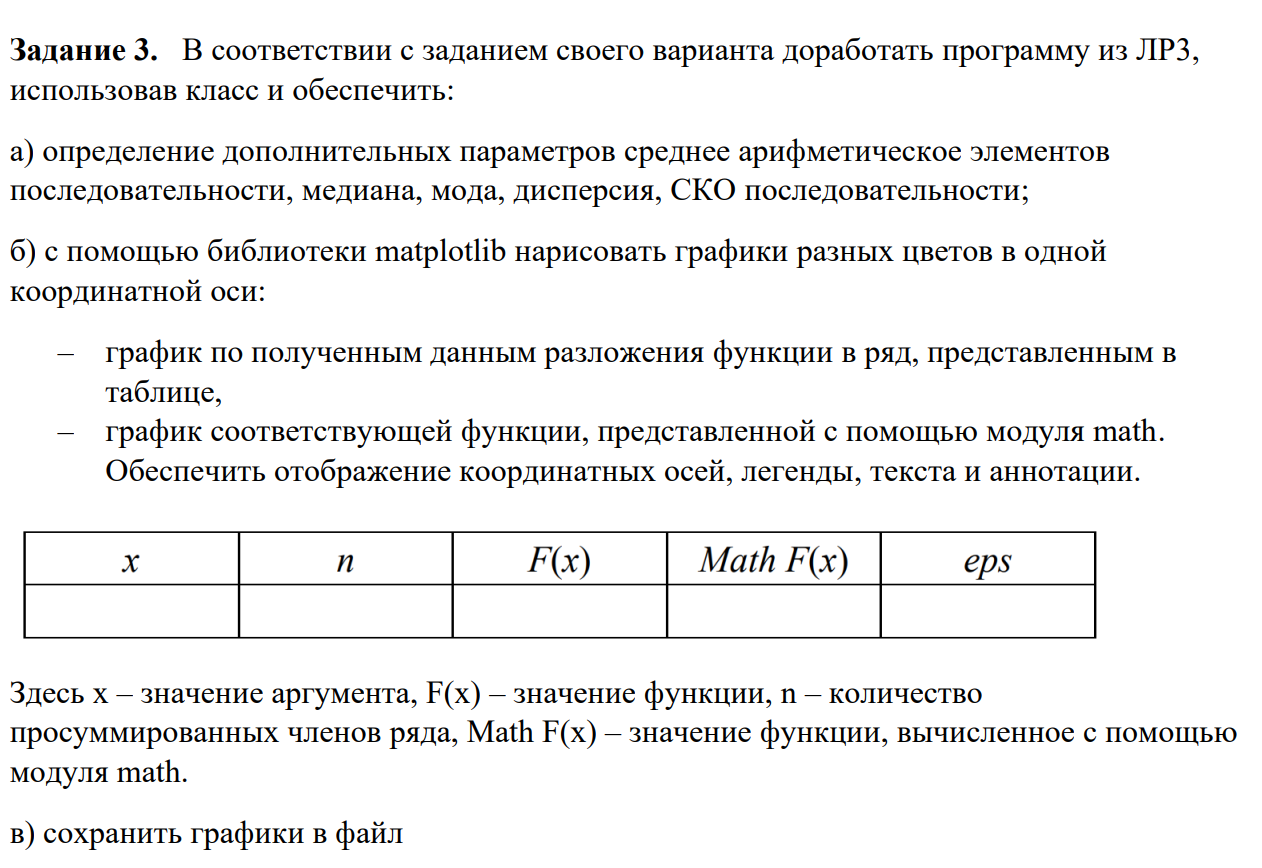 Задание 3. В соответствии с заданием своего варианта доработать программу из ЛР3,
использовав класс и обеспечить:
а) определение дополнительных параметров среднее арифметическое элементов
последовательности, медиана, мода, дисперсия, СКО последовательности;
б) с помощью библиотеки matplotlib нарисовать графики разных цветов в одной
координатной оси:
– график по полученным данным разложения функции в ряд, представленным в
таблице,
– график соответствующей функции, представленной с помощью модуля math.
Обеспечить отображение координатных осей, легенды, текста и аннотации.
x n F(x) Math F(x) eps
Здесь x – значение аргумента, F(x) – значение функции, n – количество
просуммированных членов ряда, Math F(x) – значение функции, вычисленное с помощью
модуля math.
в) сохранить графики в файл